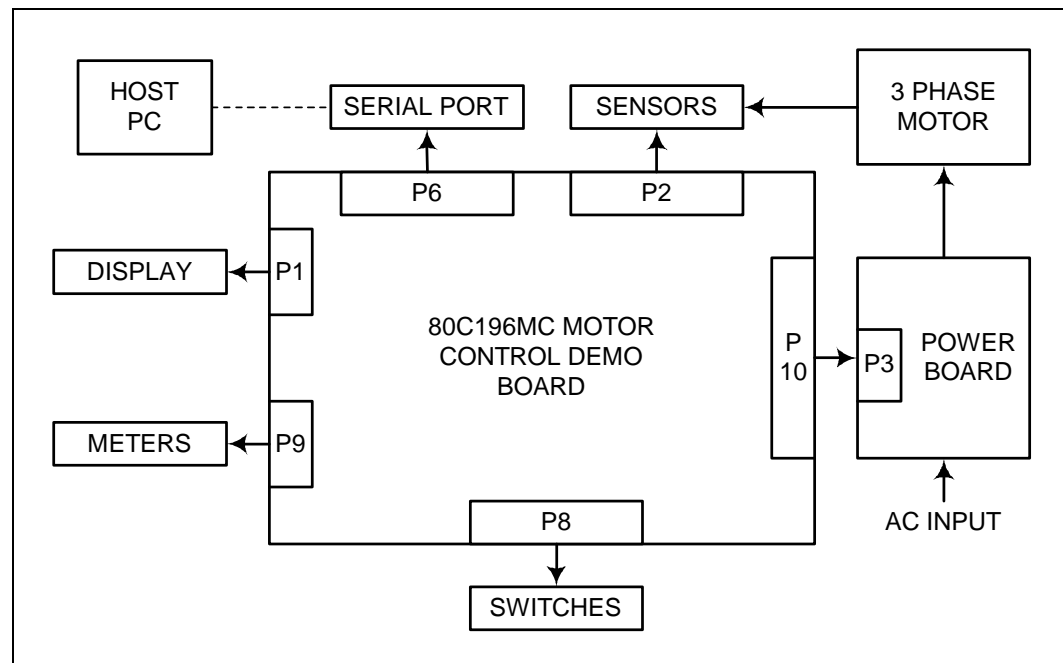 HOST
PC
SERIAL PORT
SENSORS
3 PHASE
MOTOR
P6
P2
DISPLAY
P1
80C196MC MOTOR
CONTROL DEMO
BOARD
P
10
P3
POWER
BOARD
METERS
P9
P8
AC INPUT
SWITCHES